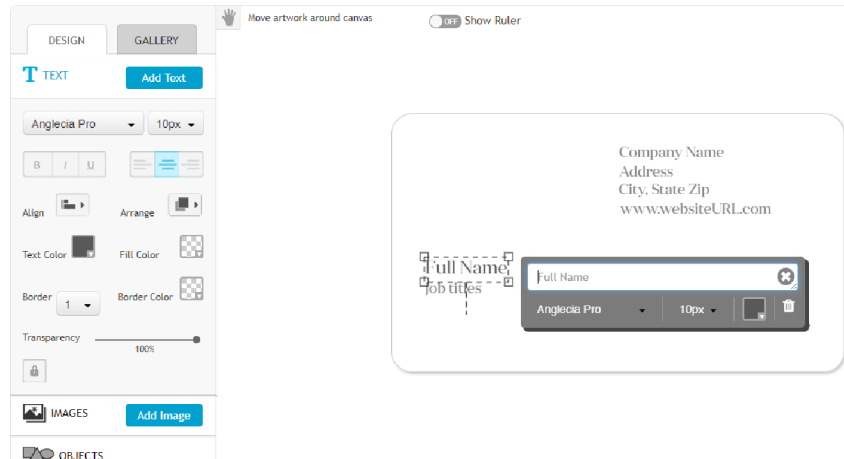 Move artwork around canvas
OFF Show Ruler
DESIGN GALLERY
T TEXT Add Text
Anglecia Pro 10px
B I U
Align Arrange
Text Color Fill Color
Border 1 Border Color
Transparency
100%
IMAGES Add Image
OBJECTS
Company Name
Address
City, State Zip
www.websiteURL.com
Full Name
Job titles
Full Name
Anglecia Pro 10px